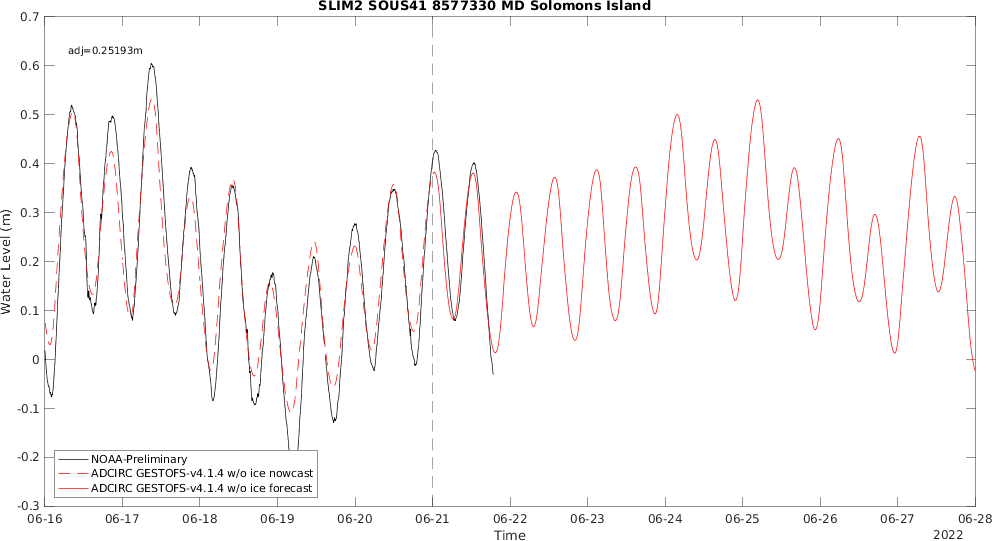 SLIM2 SOUS41 8577330 MD Solomons Island
0.7
0.6
0.5
0.4
0.3
0.2
0.1
0
-0.1
-0.2
-0.3
Water Level (m)
adj=0.25193m
NOAA-Preliminary
ADCIRC GESTOFS-v4.1.4 w/o ice nowcast
ADCIRC GESTOFS-v4.1.4 w/o ice forecast
06-16 06-17 06-18 06-19 06-20 06-21 06-22 06-23 06-24 06-25 06-26 06-27 06-28
Time
2022